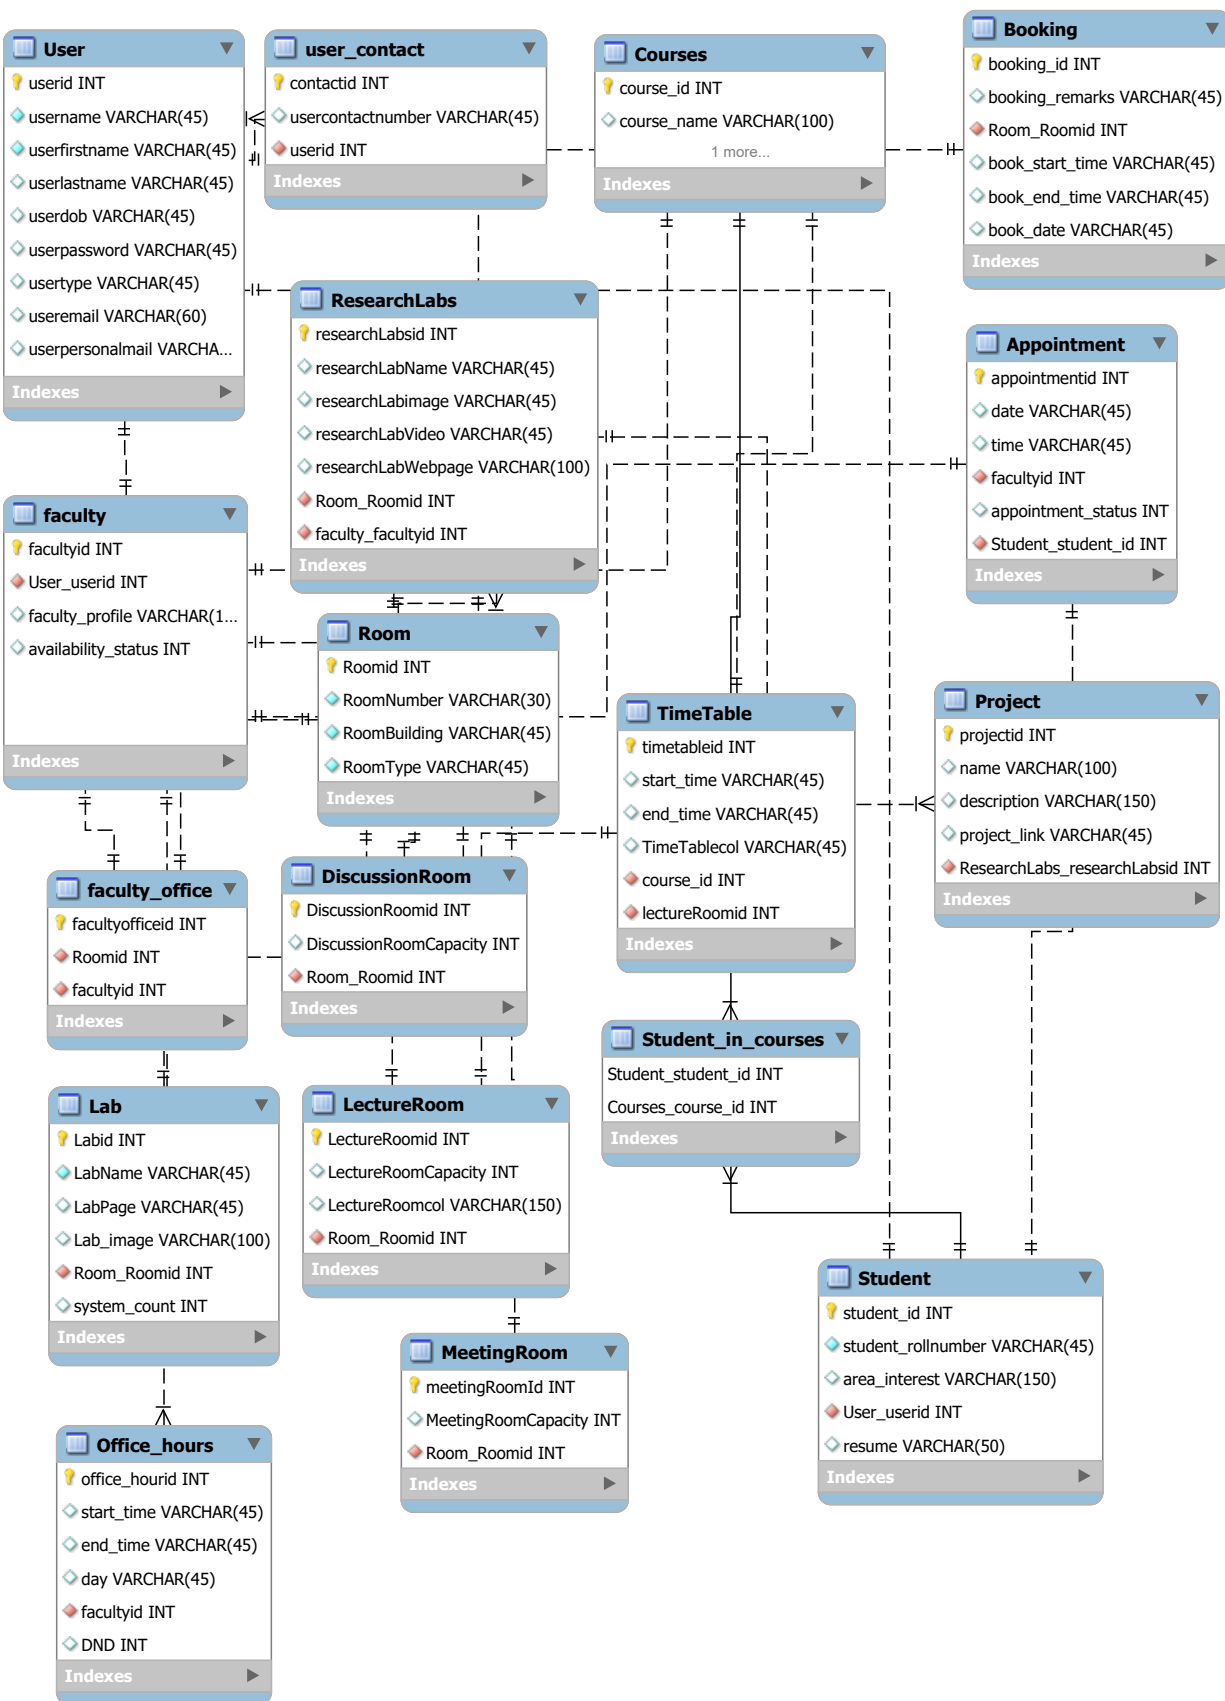 User
userid INT
username VARCHAR(45)
userfirstname VARCHAR(45)
userlastname VARCHAR(45)
userdob VARCHAR(45)
userpassword VARCHAR(45)
usertype VARCHAR(45)
useremail VARCHAR(60)
userpersonalmail VARCHA...
Indexes
user_contact
contactid INT
usercontactnumber VARCHAR(45)
userid INT
Indexes
Courses
course_id INT
course_name VARCHAR(100)
1 more...
Indexes
Booking
booking_id INT
booking_remarks VARCHAR(45)
Room_Roomid INT
book_start_time VARCHAR(45)
book_end_time VARCHAR(45)
book_date VARCHAR(45)
Indexes
ResearchLabs
researchLabsid INT
researchLabName VARCHAR(45)
researchLabimage VARCHAR(45)
researchLabVideo VARCHAR(45)
researchLabWebpage VARCHAR(100)
Room_Roomid INT
faculty_facultyid INT
Indexes
Appointment
appointmentid INT
date VARCHAR(45)
time VARCHAR(45)
facultyid INT
appointment_status INT
Student_student_id INT
Indexes
faculty
facultyid INT
User_userid INT
faculty_profile VARCHAR(1...
availability_status INT
Indexes
Room
Roomid INT
RoomNumber VARCHAR(30)
RoomBuilding VARCHAR(45)
RoomType VARCHAR(45)
Indexes
TimeTable
timetableid INT
start_time VARCHAR(45)
end_time VARCHAR(45)
TimeTablecol VARCHAR(45)
course_id INT
lectureRoomid INT
Indexes
Project
projectid INT
name VARCHAR(100)
description VARCHAR(150)
project_link VARCHAR(45)
ResearchLabs_researchLabsid INT
Indexes
faculty_office
facultyofficeid INT
Roomid INT
facultyid INT
Indexes
DiscussionRoom
DiscussionRoomid INT
DiscussionRoomCapacity INT
Room_Roomid INT
Indexes
Student_in_courses
Student_student_id INT
Courses_course_id INT
Indexes
Lab
Labid INT
LabName VARCHAR(45)
LabPage VARCHAR(45)
Lab_image VARCHAR(100)
Room_Roomid INT
system_count INT
Indexes
LectureRoom
LectureRoomid INT
LectureRoomCapacity INT
LectureRoomcol VARCHAR(150)
Room_Roomid INT
Indexes
Student
student_id INT
student_rollnumber VARCHAR(45)
area_interest VARCHAR(150)
User_userid INT
resume VARCHAR(50)
Indexes
MeetingRoom
meetingRoomId INT
MeetingRoomCapacity INT
Room_Roomid INT
Indexes
Office_hours
office_hourid INT
start_time VARCHAR(45)
end_time VARCHAR(45)
day VARCHAR(45)
facultyid INT
DND INT
Indexes